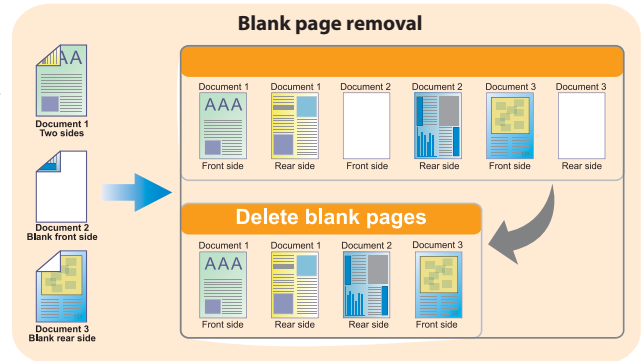 Blank page removal
AAA
Document 1
Two sides
Document 2
Blank front side
Document 3
Blank rear side
Document 1 Document 1 Document 2 Document 2 Document 3 Document 3
AAA
Front side Rear side Front side Rear side Front side Rear side
Delete blank pages
Document 1 Document 1 Document 2 Document 3
AAA
Front side Rear side Rear side Front side